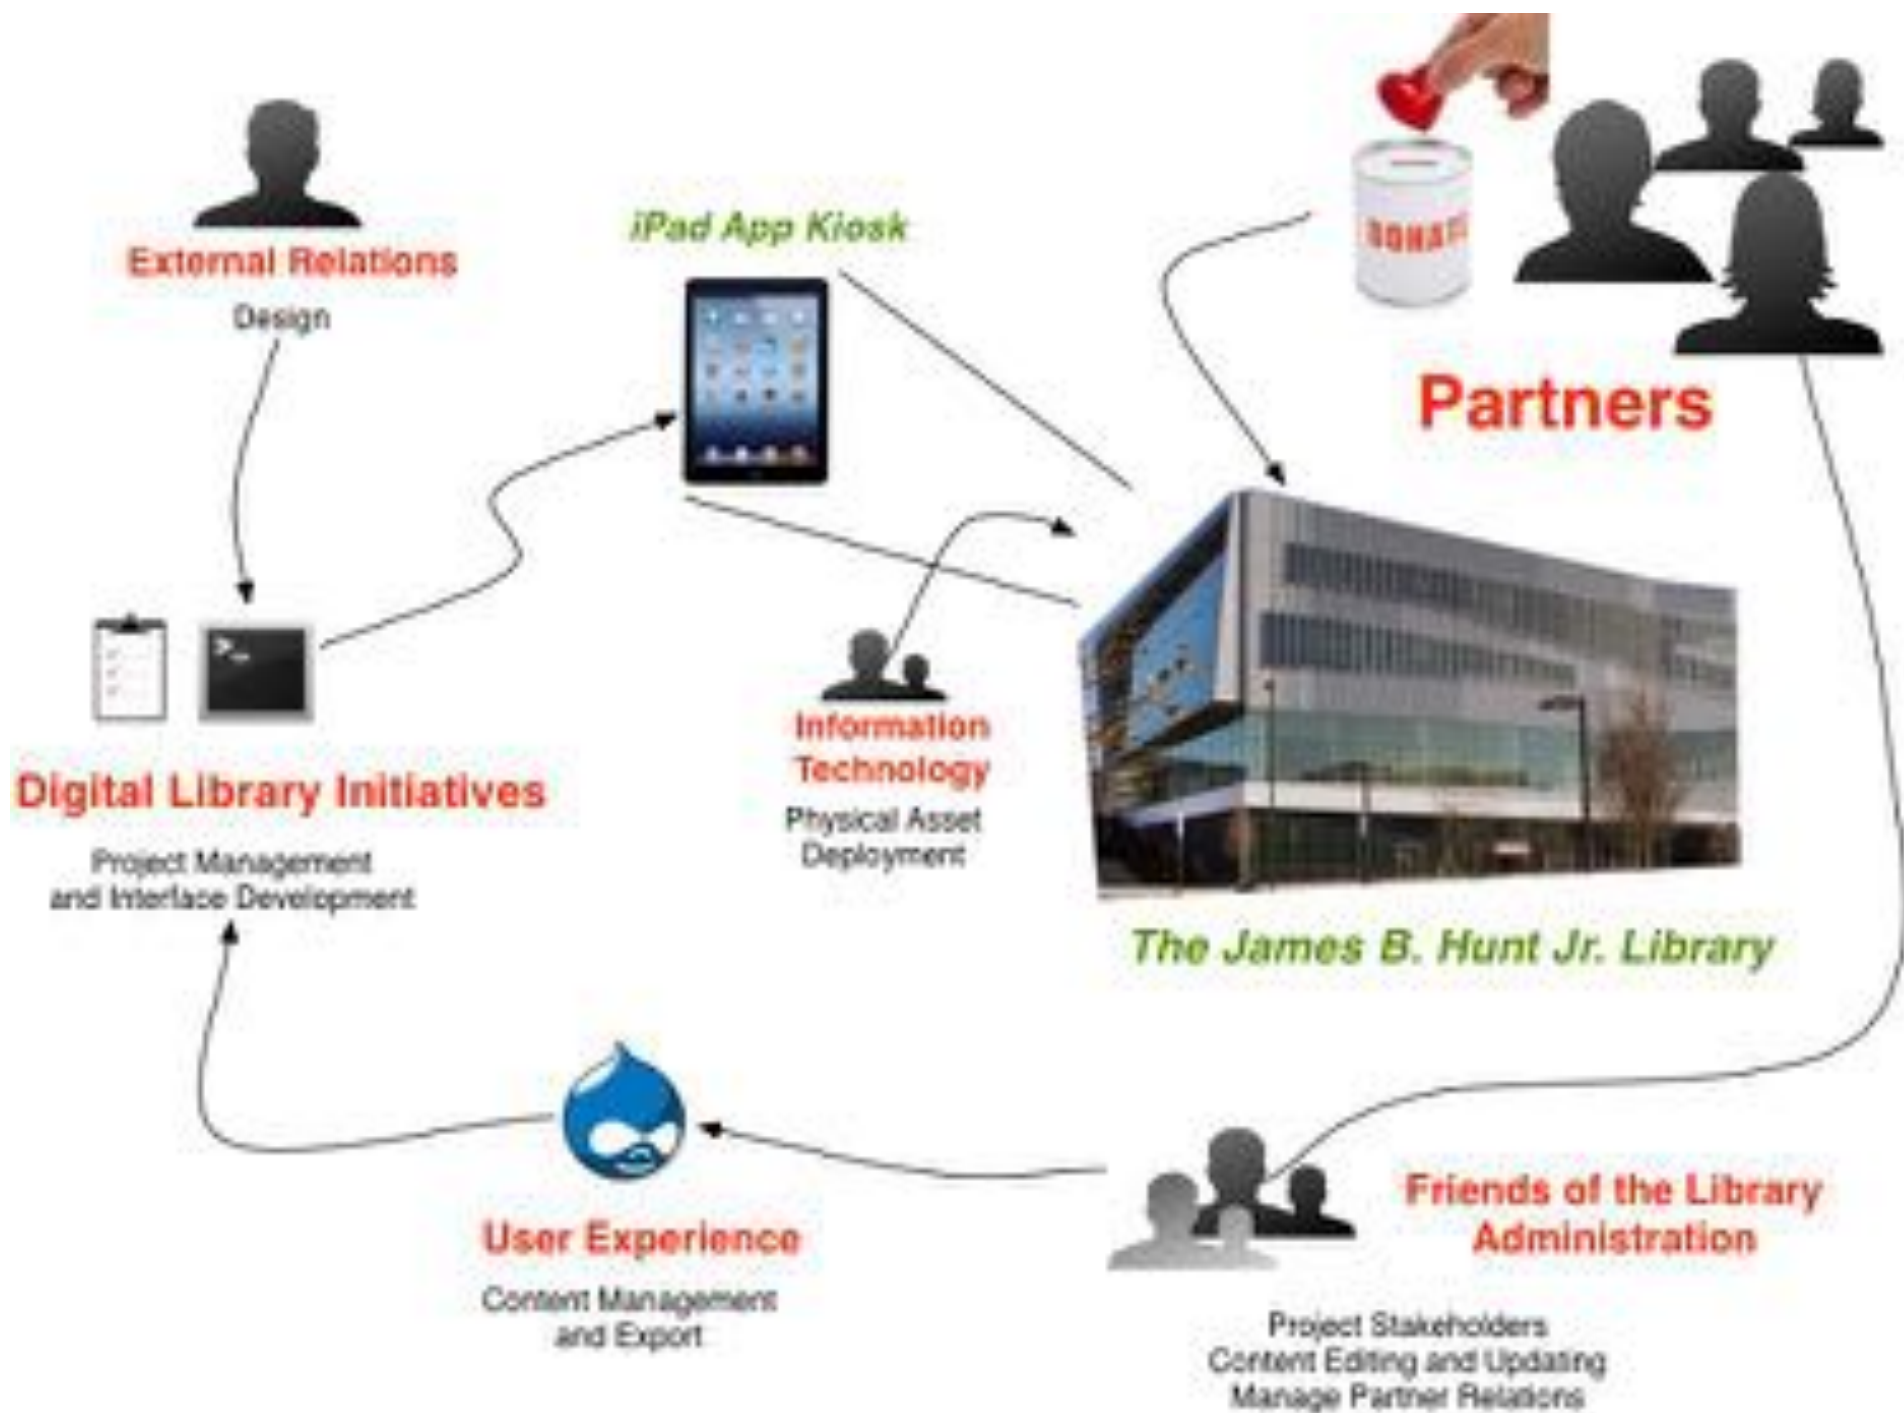 External Relations
Design
iPad App Kiosk
DONATE
Partners
Digital Library Initiatives
Project Management
and Interface Development
Information
Technology
Physical Asset
Deployment
The James B. Hunt Jr. Library
User Experience
Content Management
and Export
Friends of the Library
Administration
Project Stakeholders
Content Editing and Updating
Manage Partner Relations